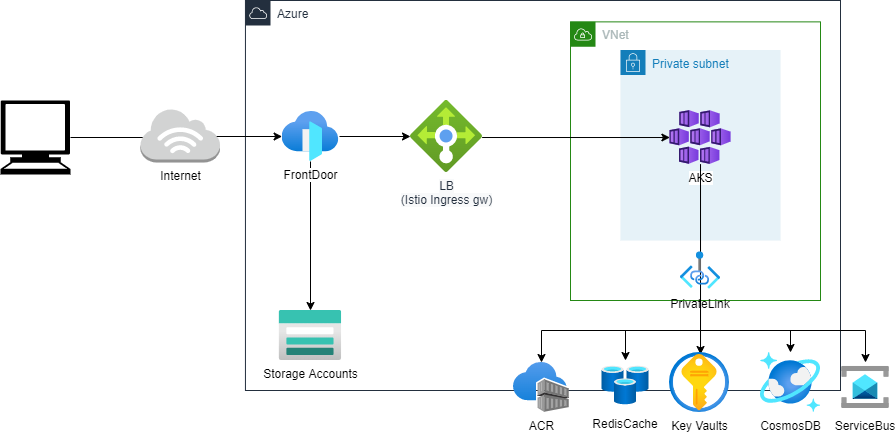 Azure
VNet
Private subnet
Internet
FrontDoor
LB
(Istio Ingress gw)
AKS
PrivateLink
Storage Accounts
ACR
RedisCache
Key Vaults
CosmosDB
ServiceBus